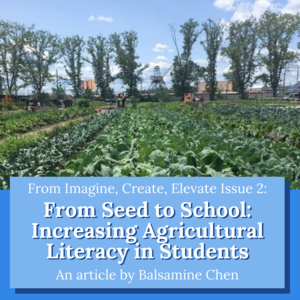 From Imagine, Create, Elevate Issue 2:
From Seed to School:
Increasing Agricultural
Literacy in Students
An article by Balsamine Chen